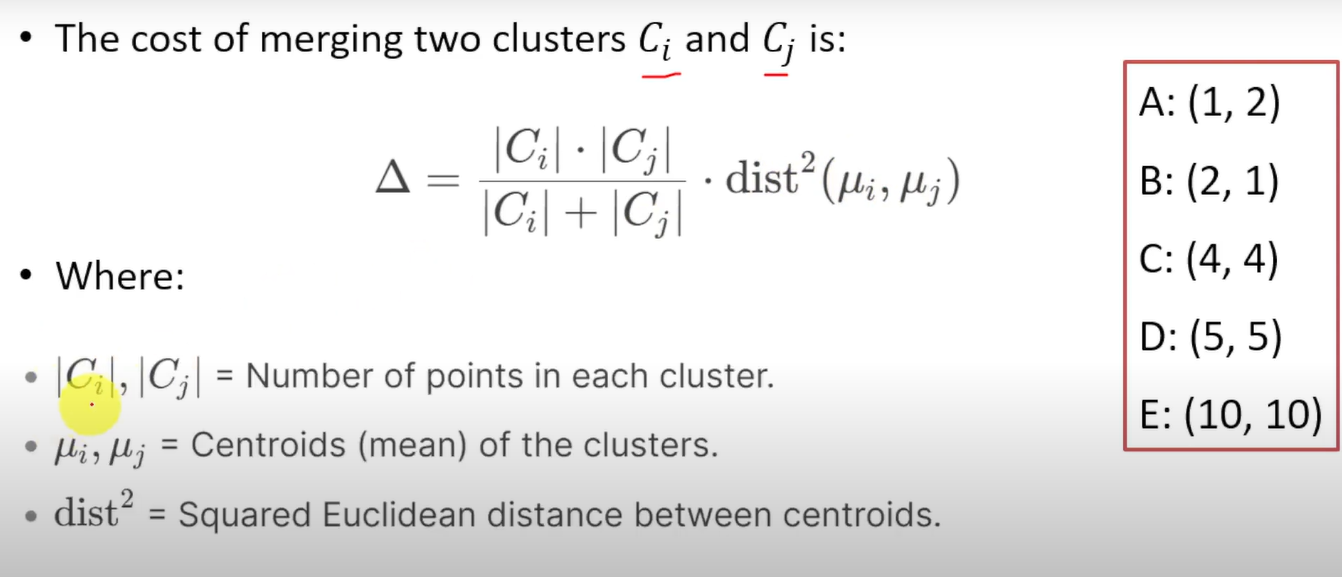 • The cost of merging two clusters Cᵢ and Cⱼ is:
Δ = |Cᵢ| · |Cⱼ| / |Cᵢ| + |Cⱼ| · dist²(μᵢ, μⱼ)
• Where:
• |Cᵢ|, |Cⱼ| = Number of points in each cluster.
• μᵢ, μⱼ = Centroids (mean) of the clusters.
• dist² = Squared Euclidean distance between centroids.
A: (1, 2)
B: (2, 1)
C: (4, 4)
D: (5, 5)
E: (10, 10)